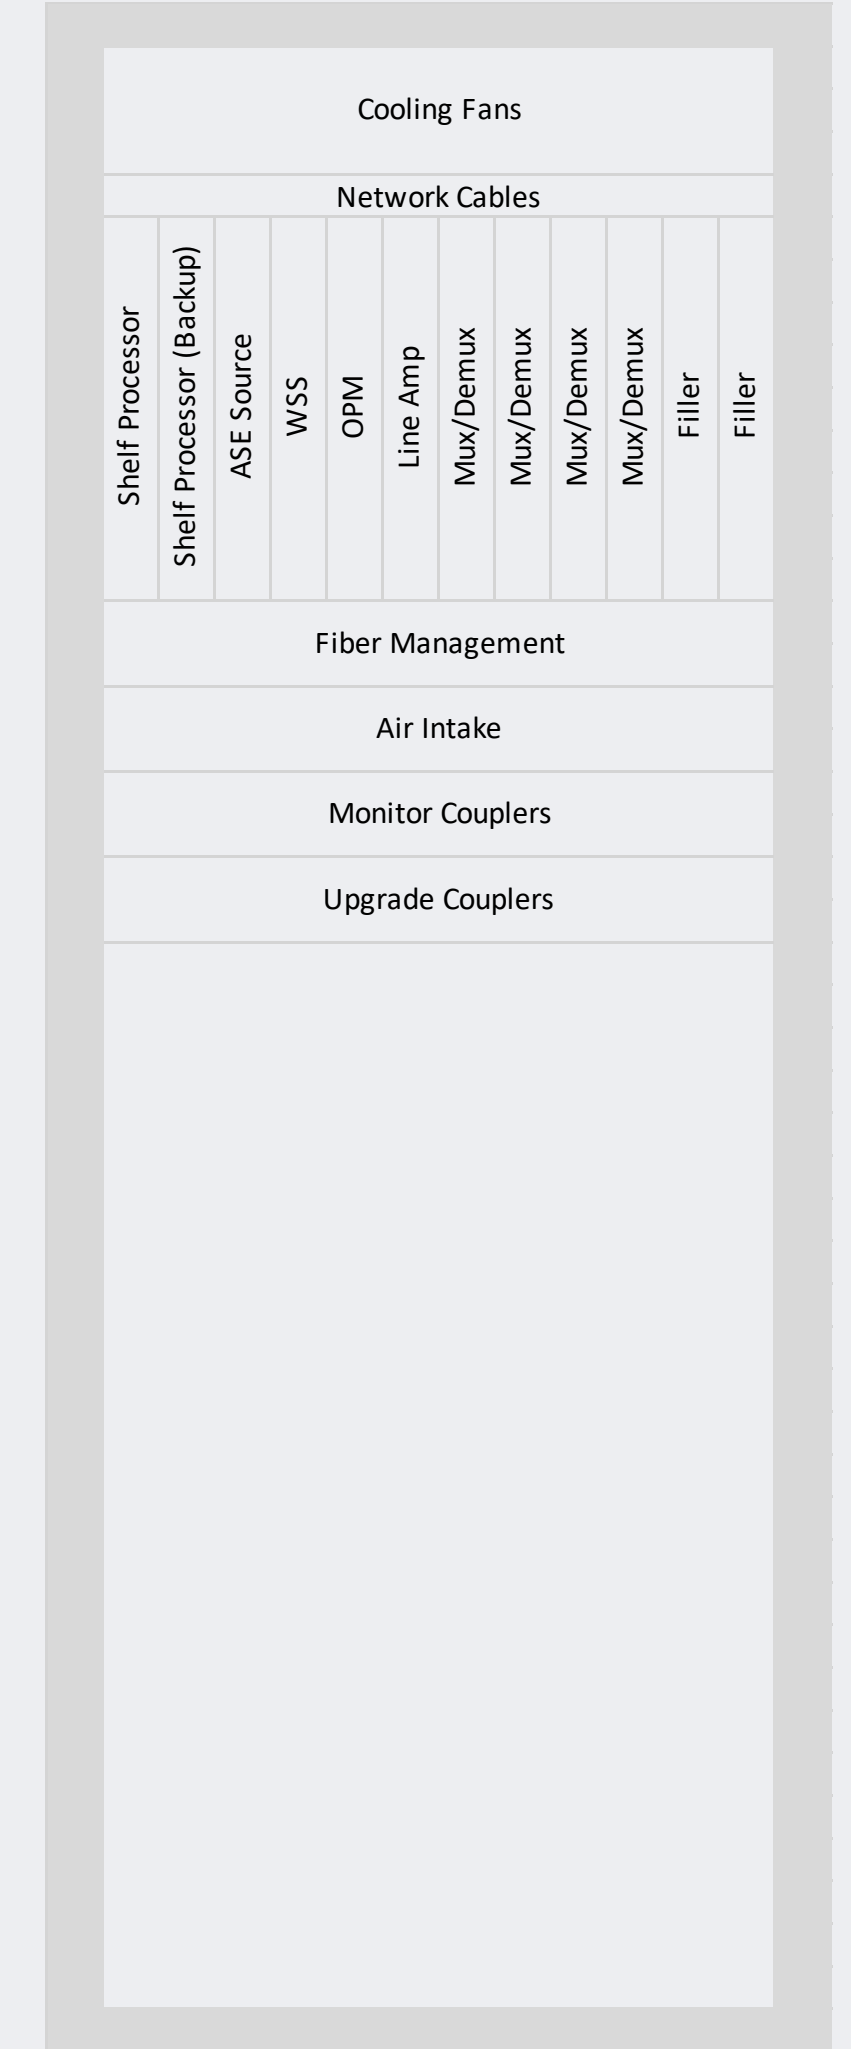 Cooling Fans
Network Cables
Shelf Processor
Shelf Processor (Backup)
ASE Source
WSS
OPM
Line Amp
Mux/Demux
Mux/Demux
Mux/Demux
Mux/Demux
Filler
Filler
Fiber Management
Air Intake
Monitor Couplers
Upgrade Couplers